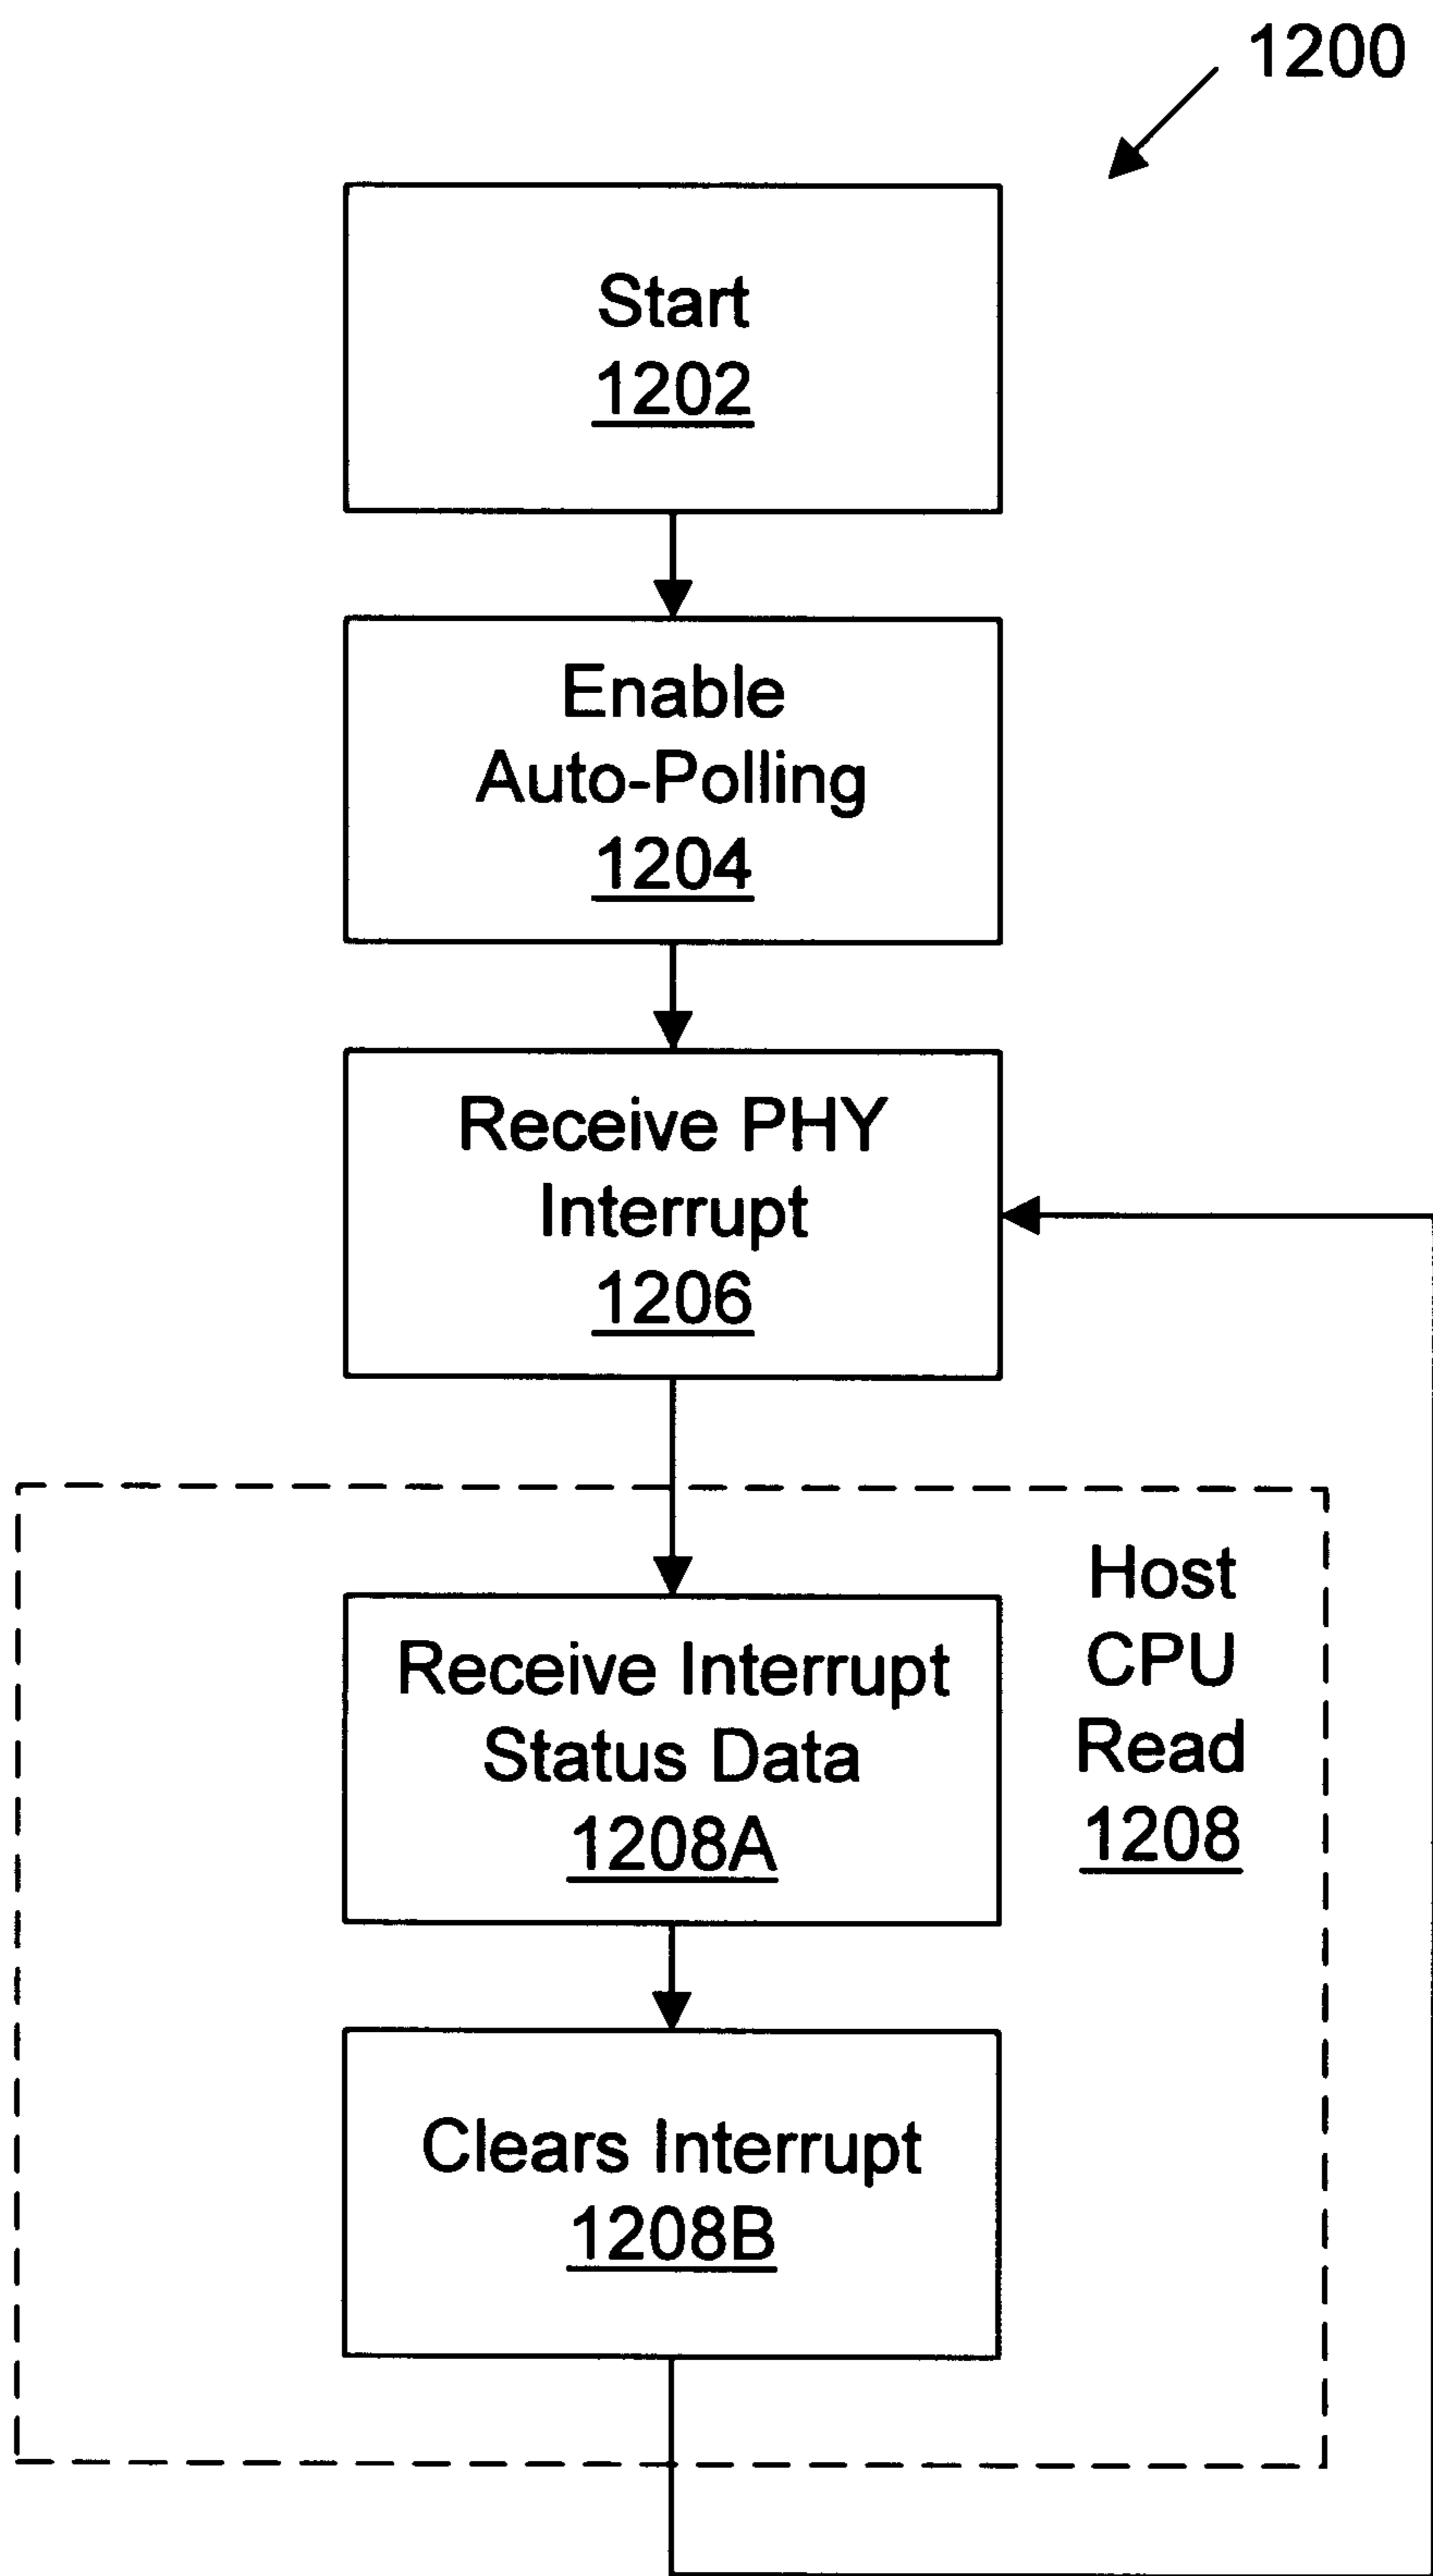 1200
Start
1202
Enable
Auto-Polling
1204
Receive PHY
Interrupt
1206
Host
CPU
Read
1208
Receive Interrupt
Status Data
1208A
Clears Interrupt
1208B